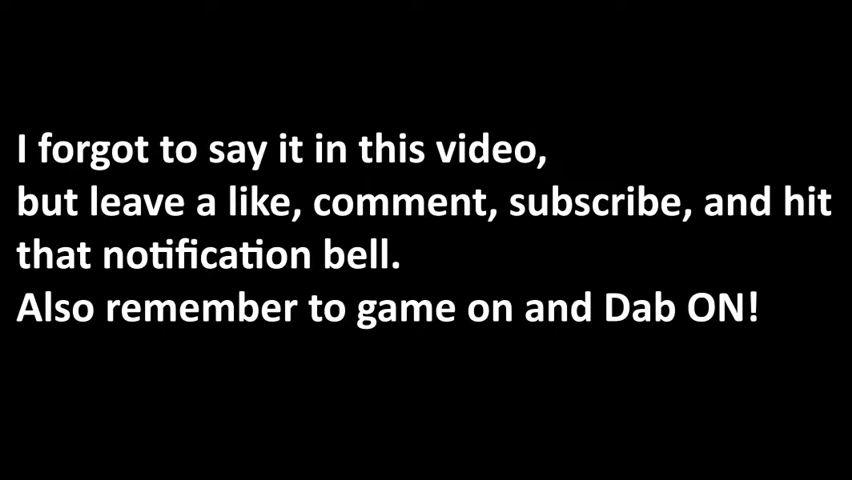 I forgot to say it in this video,
but leave a like, comment, subscribe, and hit
that notification bell.
Also remember to game on and Dab ON!